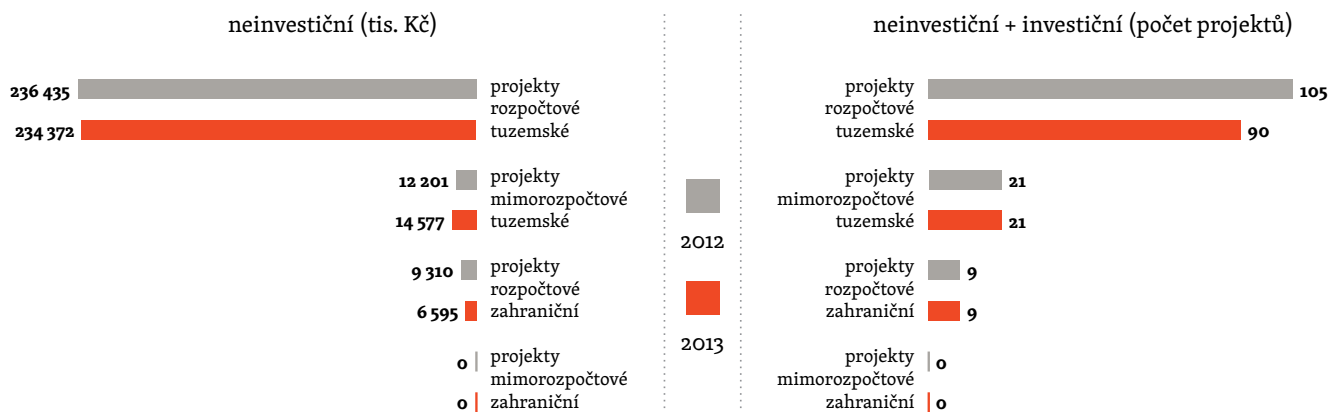 neinvestiční (tis. Kč)
236 435
projekty
rozpočtové
234 372
tuzemské
12 201
projekty
mimorozpočtové
14 577
tuzemské
9 310
projekty
rozpočtové
6 595
zahraniční
0
projekty
mimorozpočtové
0
zahraniční
2012
2013
neinvestiční + investiční (počet projektů)
projekty
105
rozpočtové
tuzemské
90
projekty
21
mimorozpočtové
tuzemské
21
projekty
9
rozpočtové
zahraniční
9
projekty
0
mimorozpočtové
zahraniční
0